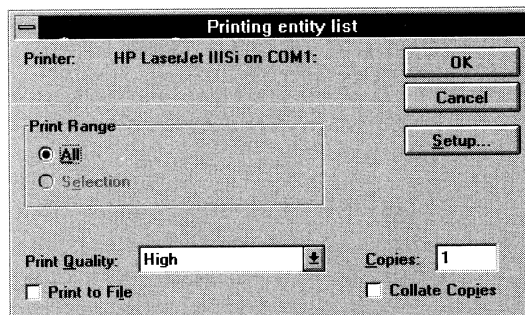 Printing entity list
Printer: HP LaserJet IIISi on COM1:
OK
Cancel
Setup...
Print Range
All
Selection
Print Quality: High
Copies: 1
Print to File
Collate Copies